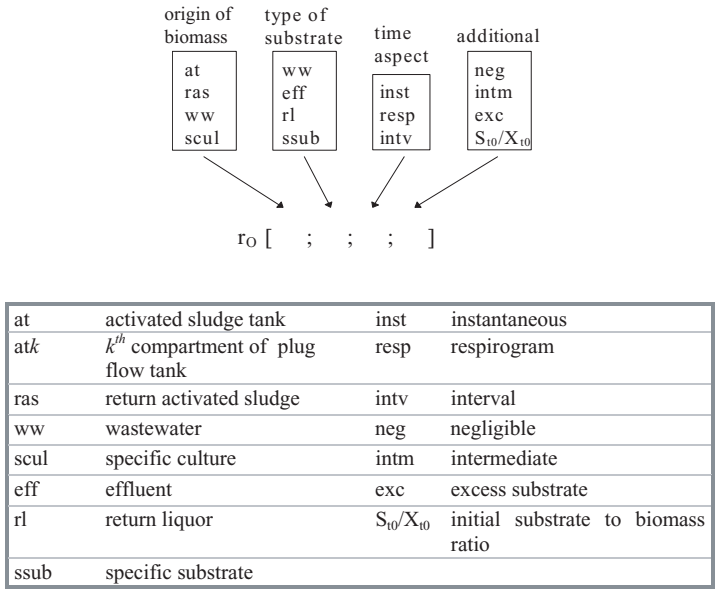 origin of biomass
type of substrate
time aspect
additional
at
ras
ww
scul
ww
eff
rl
ssub
inst
resp
intv
neg
intm
exc
St0/Xt0
rO [ ; ; ; ]
at activated sludge tank inst instantaneous
atk kth compartment of plug flow tank resp respirogram
ras return activated sludge intv interval
ww wastewater neg negligible
scul specific culture intm intermediate
eff effluent exc excess substrate
rl return liquor St0/Xt0 initial substrate to biomass ratio
ssub specific substrate